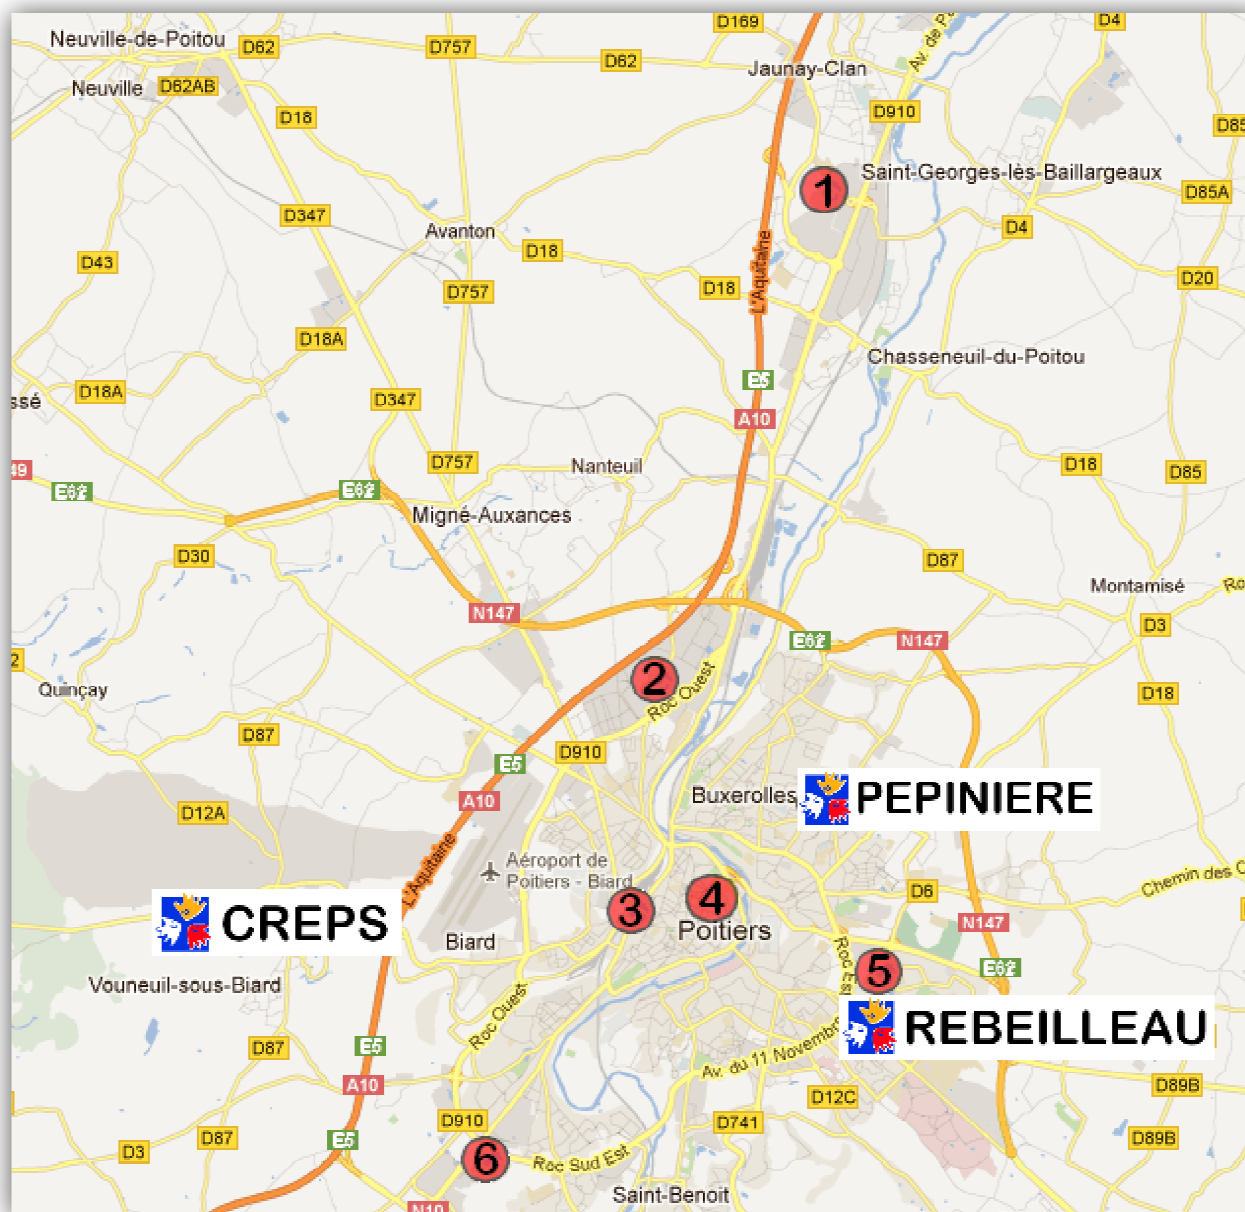 D169
D4
Neuville-de-Poitou
D62
D757
D62
Jaunay-Clan
Neuville
D62AB
D910
D18
Saint-Georges-lès-Baillargeaux
1
D85A
D347
D4
Avanton
D18
D43
L'Aquitaine
D20
D757
D18
D18A
Chasseneuil-du-Poitou
E5
D18A
D347
A10
D757
Nanteuil
D18
D85
E62
E62
Migné-Auxances
D30
D87
Montamisé
N147
D3
E62
N147
2
Quinçay
Roc Ouest
D18
D87
D910
E5
Buxerolles
PEPINIERE
A10
D12A
L'Aquitaine
Aéroport de
Poitiers - Biard
D6
Chemin des
3
4
CREPS
Poitiers
N147
Biard
5
E62
Vouneuil-sous-Biard
Roc Ouest
REBEILLEAU
D87
E5
Av. du 11 Novembre
A10
D89B
D12C
D910
D741
D87
E5
D3
D89B
6
Roc Sud Est
Saint-Benoit
N10